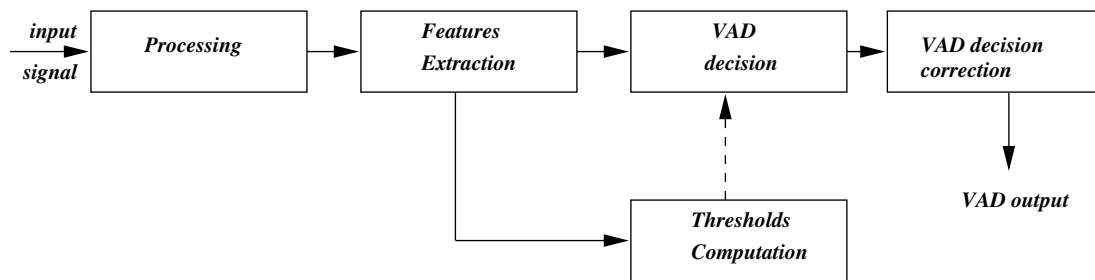 input
signal
Processing
Features
Extraction
VAD
decision
VAD decision
correction
VAD output
Thresholds
Computation